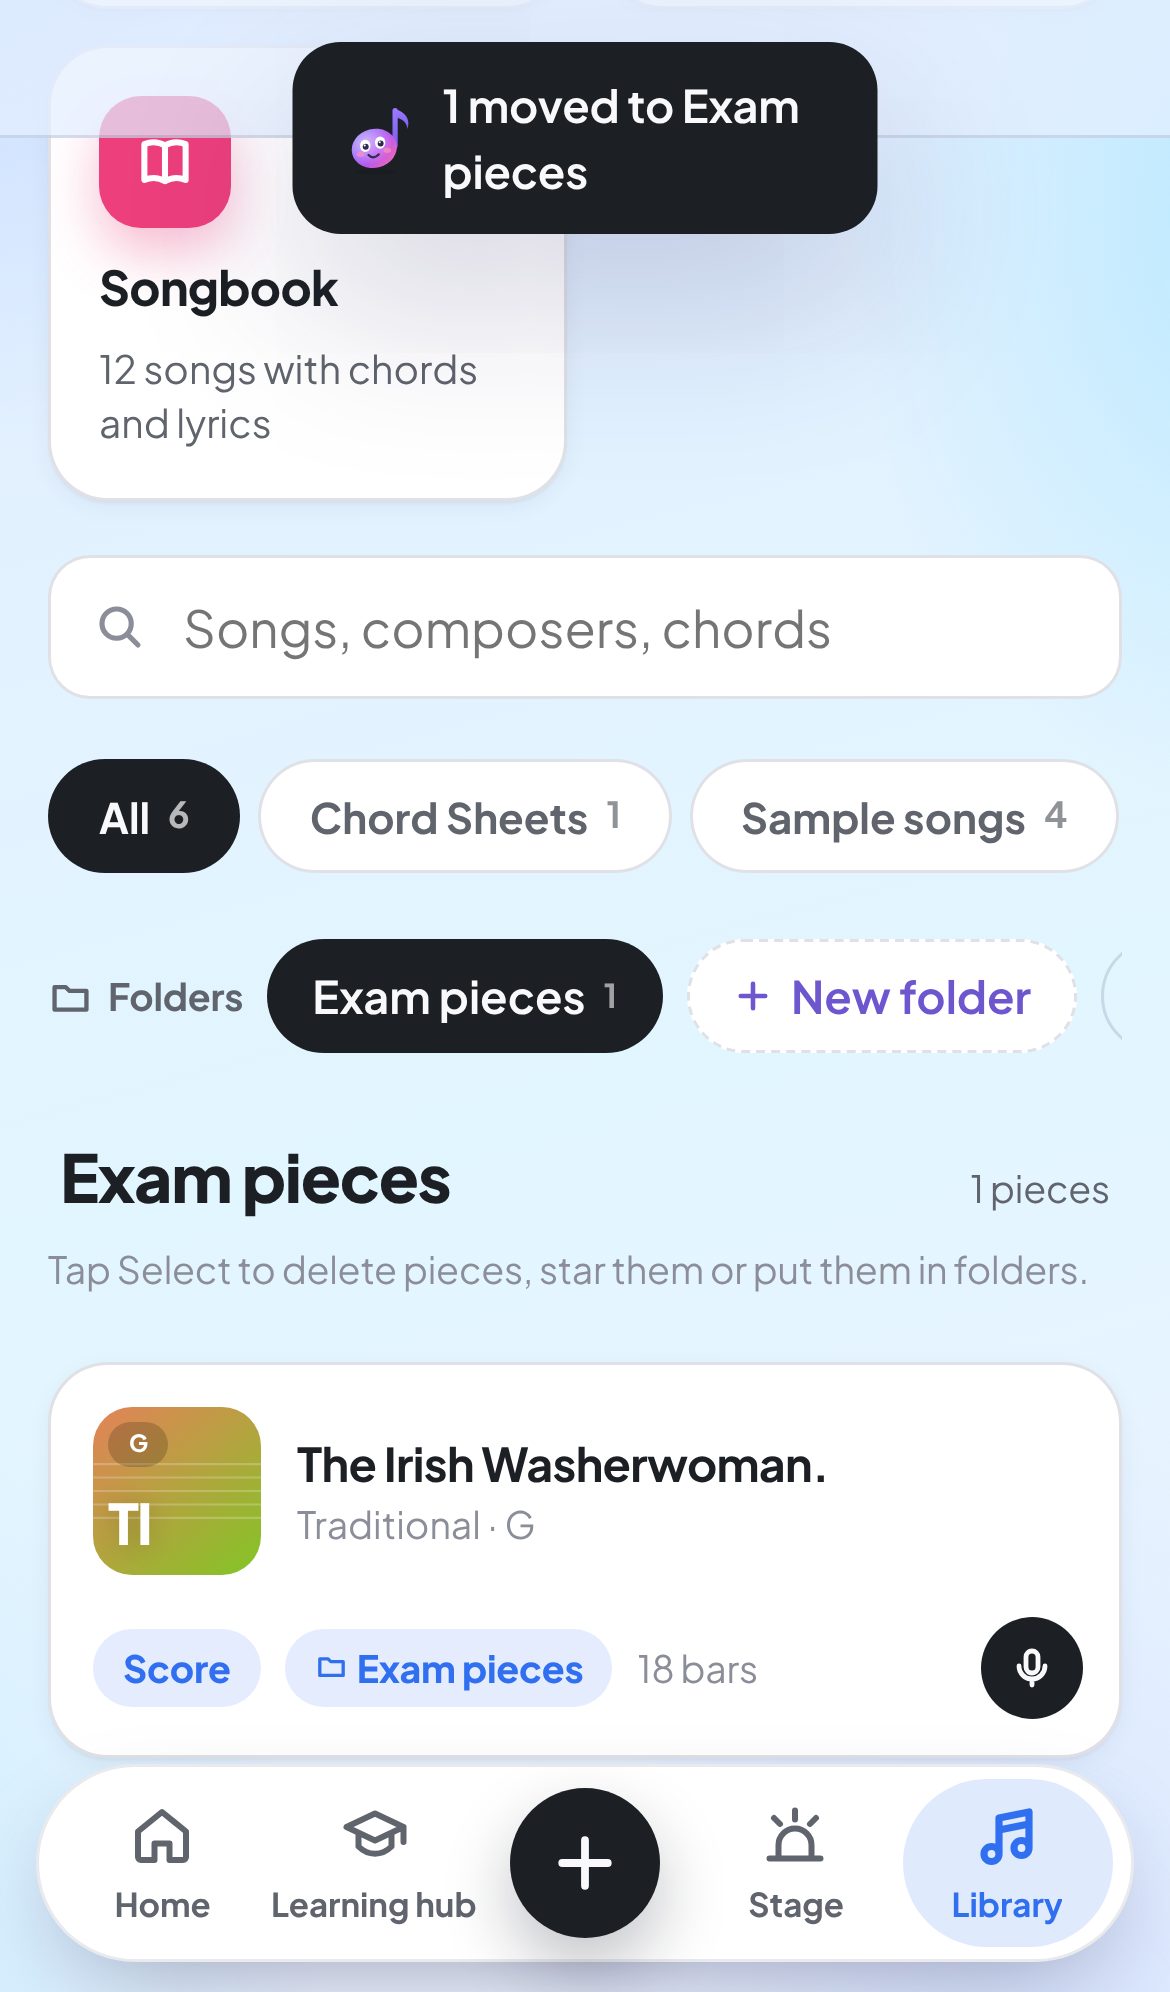 1 moved to Exam
pieces
Songbook
12 songs with chords
and lyrics
Songs, composers, chords
All 6
Chord Sheets 1
Sample songs 4
Folders
Exam pieces 1
+ New folder
Exam pieces
1 pieces
Tap Select to delete pieces, star them or put them in folders.
G
TI
The Irish Washerwoman.
Traditional · G
Score
Exam pieces
18 bars
Home
Learning hub
Stage
Library